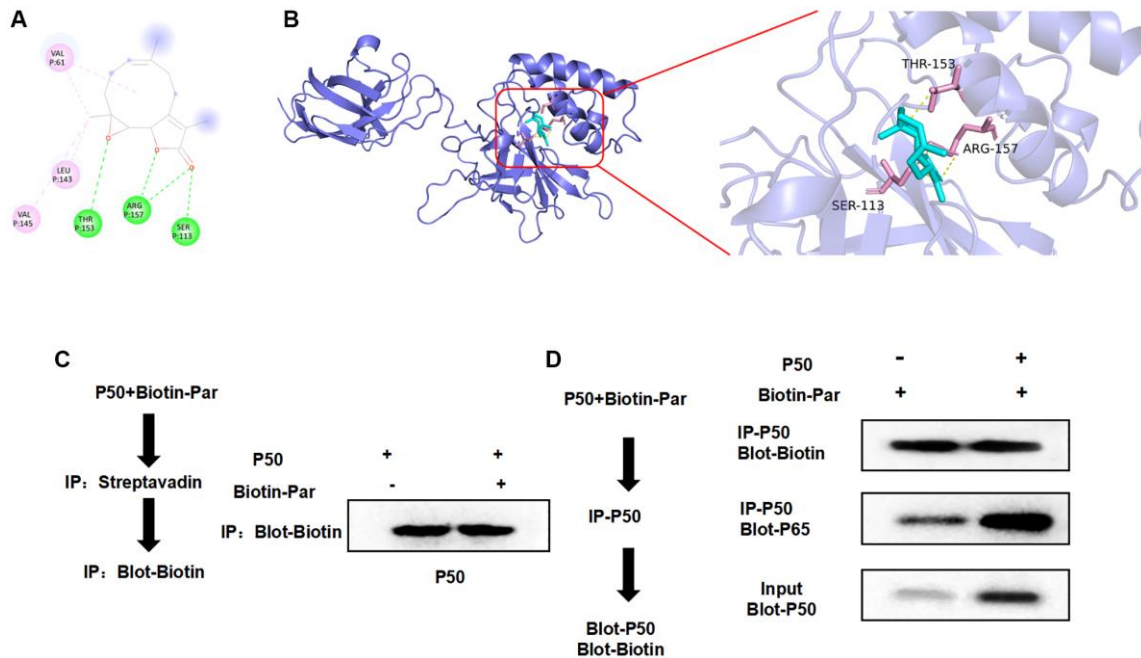 A
VAL
P:61
LEU
P:143
VAL
P:145
THR
P:153
ARG
P:157
SER
P:113
O
O
O
B
THR-153
ARG-157
SER-113
C
P50+Biotin-Par
IP：Streptavadin
IP：Blot-Biotin
P50 + +
Biotin-Par - +
IP：Blot-Biotin
P50
D
P50+Biotin-Par
IP-P50
Blot-P50
Blot-Biotin
P50 - +
Biotin-Par + +
IP-P50
Blot-Biotin
IP-P50
Blot-P65
Input
Blot-P50